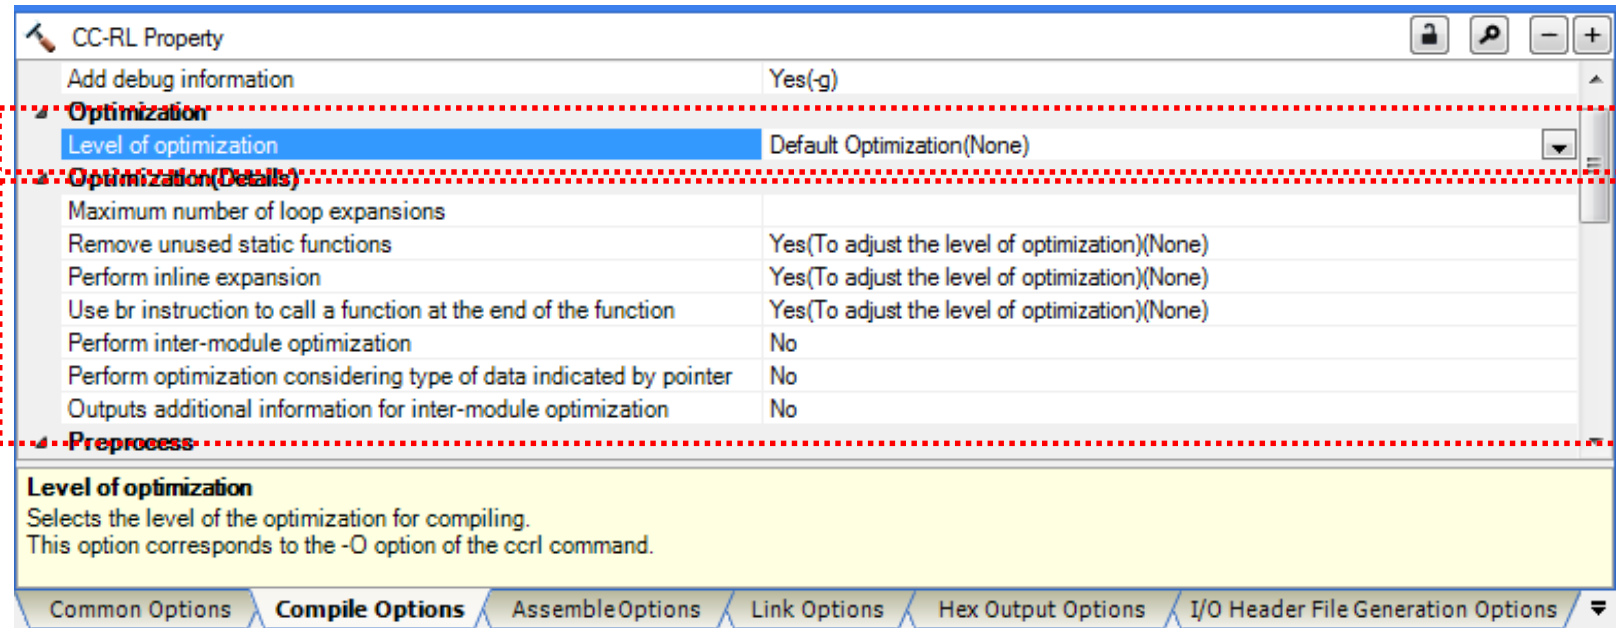 CC-RL Property
Add debug information Yes(-g)
Optimization
Level of optimization Default Optimization(None)
Optimization(Details)
Maximum number of loop expansions
Remove unused static functions Yes(To adjust the level of optimization)(None)
Perform inline expansion Yes(To adjust the level of optimization)(None)
Use br instruction to call a function at the end of the function Yes(To adjust the level of optimization)(None)
Perform inter-module optimization No
Perform optimization considering type of data indicated by pointer No
Outputs additional information for inter-module optimization No
Preprocess
Level of optimization
Selects the level of the optimization for compiling.
This option corresponds to the -O option of the ccrl command.
Common Options Compile Options Assemble Options Link Options Hex Output Options I/O Header File Generation Options